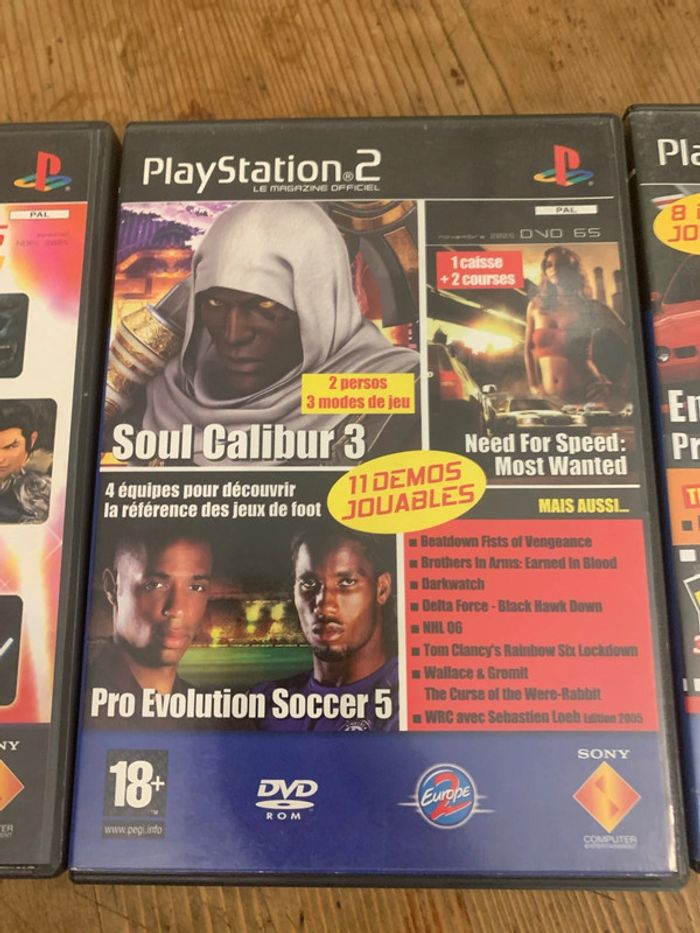 PlayStation®2
LE MAGAZINE OFFICIEL
PAL
novembre 2005 DVD 65
1 caisse
+ 2 courses
2 persos
3 modes de jeu
Soul Calibur 3
Need For Speed:
Most Wanted
4 équipes pour découvrir
la référence des jeux de foot
11 DEMOS
JOUABLES
MAIS AUSSI...
Beatdown Fists of Vengeance
Brothers In Arms: Earned In Blood
Darkwatch
Delta Force - Black Hawk Down
NHL 06
Tom Clancy's Rainbow Six Lockdown
Wallace & Gromit
The Curse of the Were-Rabbit
WRC avec Sebastien Loeb Edition 2005
Pro Evolution Soccer 5
18+
www.pegi.info
DVD
ROM
Europe 2
SONY
COMPUTER
ENTERTAINMENT
PAL
NY
Pla
8
JO
En
Pr